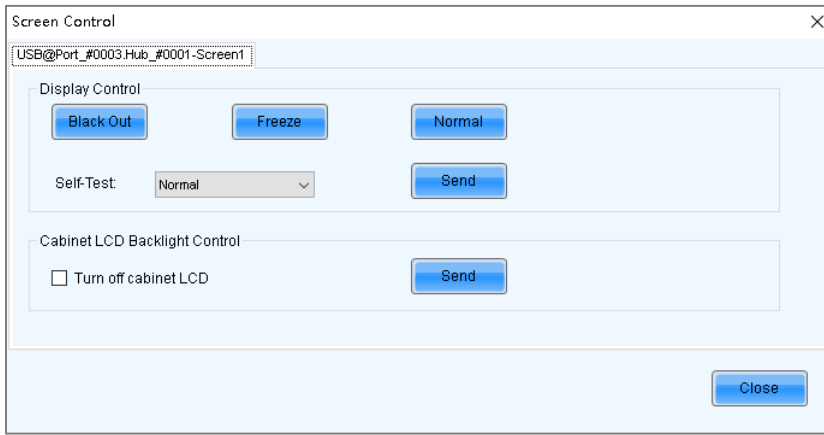 Screen Control
USB@Port_#0003.Hub_#0001-Screen1
Display Control
Black Out Freeze Normal
Self-Test: Normal Send
Cabinet LCD Backlight Control
Turn off cabinet LCD Send
Close